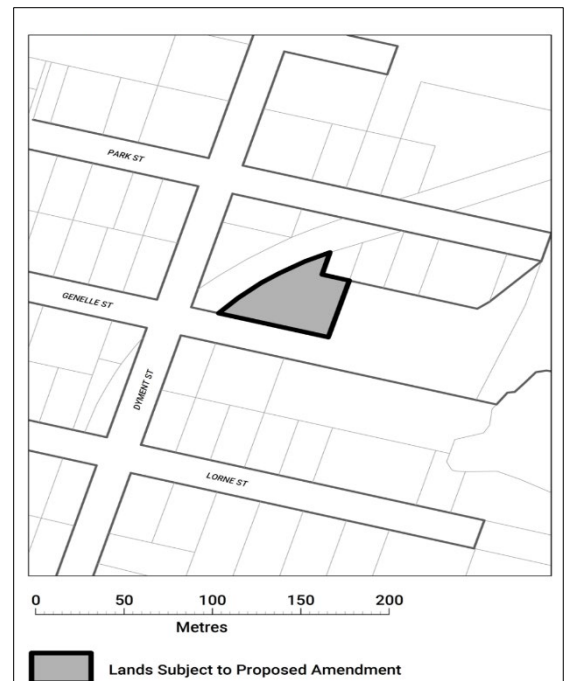 PARK ST
GENELLE ST
DYMENT ST
LORNE ST
0 50 100 150 200
Metres
Lands Subject to Proposed Amendment